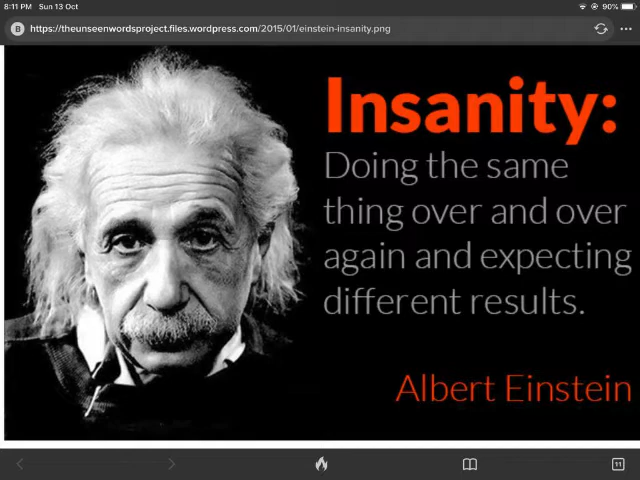 8:11 PM Sun 13 Oct
90%
B https://theunseenwordsproject.files.wordpress.com/2015/01/einstein-insanity.png
Insanity:
Doing the same
thing over and over
again and expecting
different results.
Albert Einstein
11